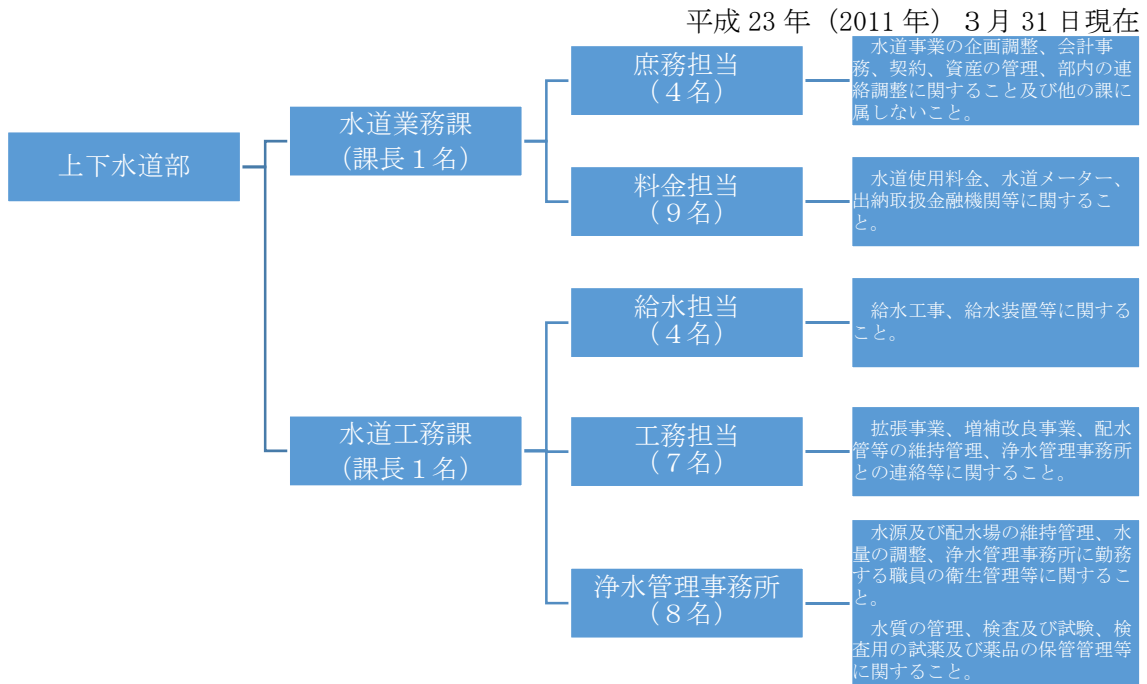 平成 23 年（2011 年）３月 31 日現在
上下水道部
水道業務課
(課長１名)
庶務担当
（４名）
　水道事業の企画調整、会計事
務、契約、資産の管理、部内の連
絡調整に関すること及び他の課に
属しないこと。
料金担当
（９名）
　水道使用料金、水道メーター、
出納取扱金融機関等に関するこ
と。
水道工務課
(課長１名)
給水担当
（４名）
　給水工事、給水装置等に関する
こと。
工務担当
（７名）
　拡張事業、増補改良事業、配水
管等の維持管理、浄水管理事務所
との連絡等に関すること。
浄水管理事務所
（８名）
　水源及び配水場の維持管理、水
量の調整、浄水管理事務所に勤務
する職員の衛生管理等に関するこ
と。
　水質の管理、検査及び試験、検
査用の試薬及び薬品の保管管理等
に関すること。